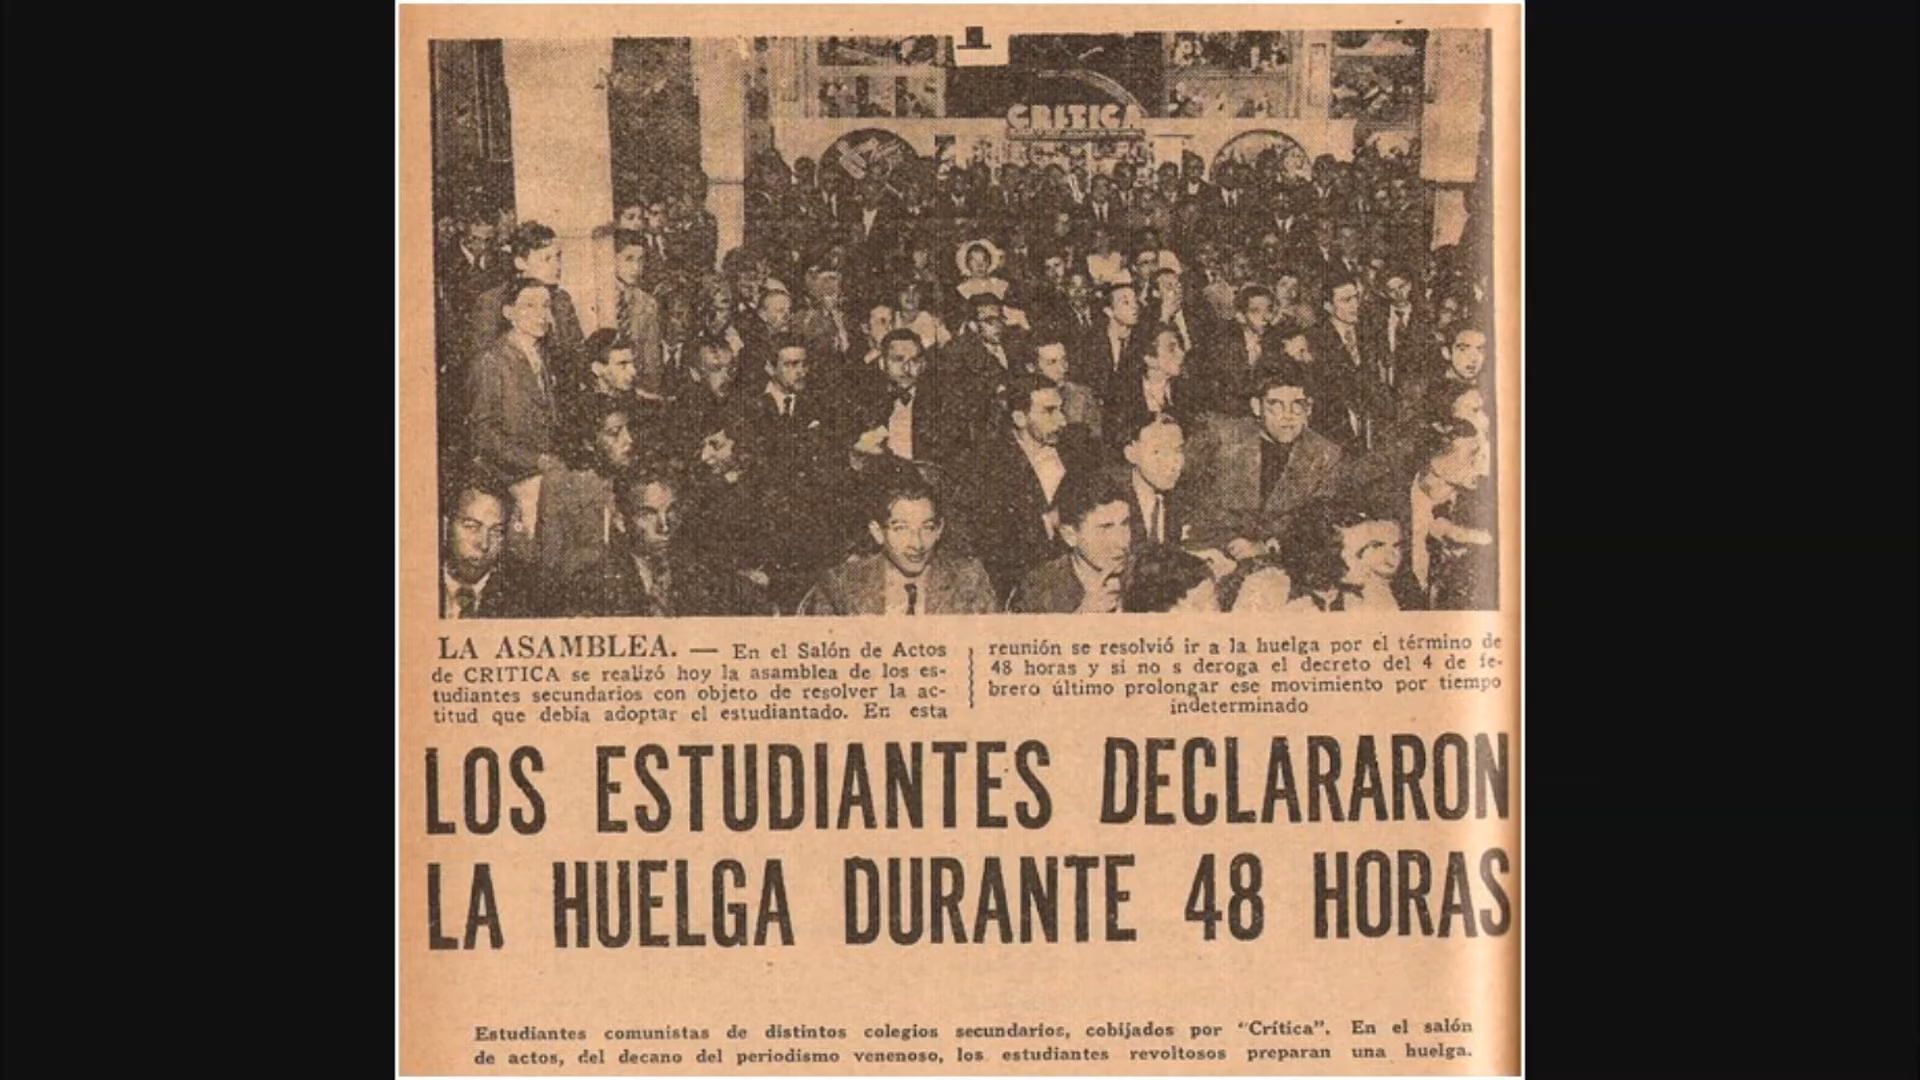 CRITICA
LA ASAMBLEA. — En el Salón de Actos
de CRITICA se realizó hoy la asamblea de los es-
tudiantes secundarios con objeto de resolver la ac-
titud que debía adoptar el estudiantado. En esta
reunión se resolvió ir a la huelga por el término de
48 horas y si no s deroga el decreto del 4 de fe-
brero último prolongar ese movimiento por tiempo
indeterminado
LOS ESTUDIANTES DECLARARON
LA HUELGA DURANTE 48 HORAS
Estudiantes comunistas de distintos colegios secundarios, cobijados por "Crítica". En el salón
de actos, del decano del periodismo venenoso, los estudiantes revoltosos preparan una huelga.